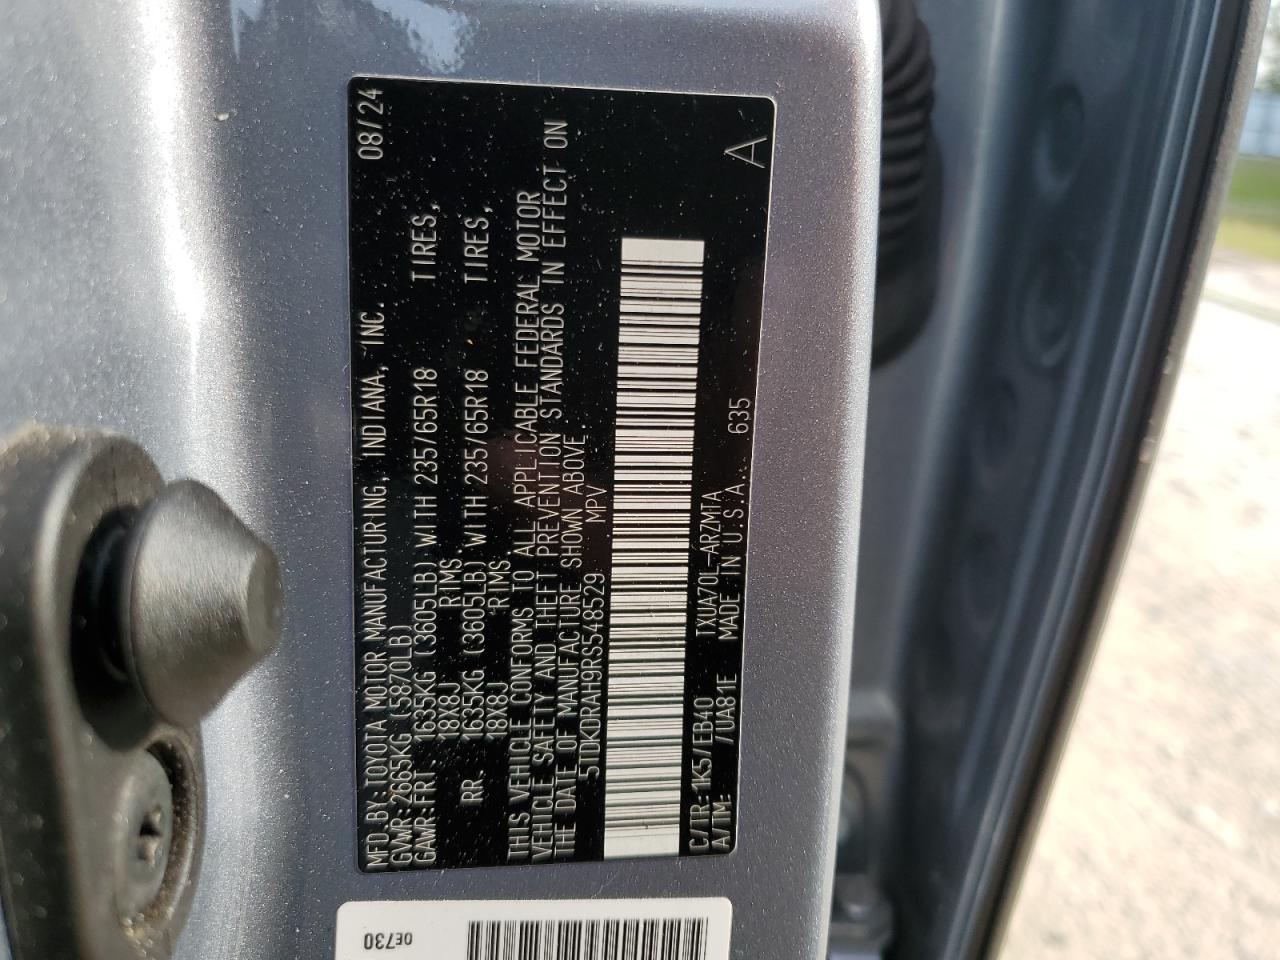 MFD.BY:TOYOTA MOTOR MANUFACTURING, INDIANA, INC. 08/24
GVWR:2665KG (5870LB)
GAWR:FRT. 1635KG (3605LB) WITH 235/65R18 TIRES,
18X8J RIMS,
RR. 1635KG (3605LB) WITH 235/65R18 TIRES,
18X8J RIMS
THIS VEHICLE CONFORMS TO ALL APPLICABLE FEDERAL MOTOR
VEHICLE SAFETY AND THEFT PREVENTION STANDARDS IN EFFECT ON
THE DATE OF MANUFACTURE SHOWN ABOVE.
5TDKDRAH9RS548529 MPV
C/TR:1K5/EB40 TXUA70L-ARZMTA
A/TM: -/UA81E MADE IN U.S.A. 635
A
0E730